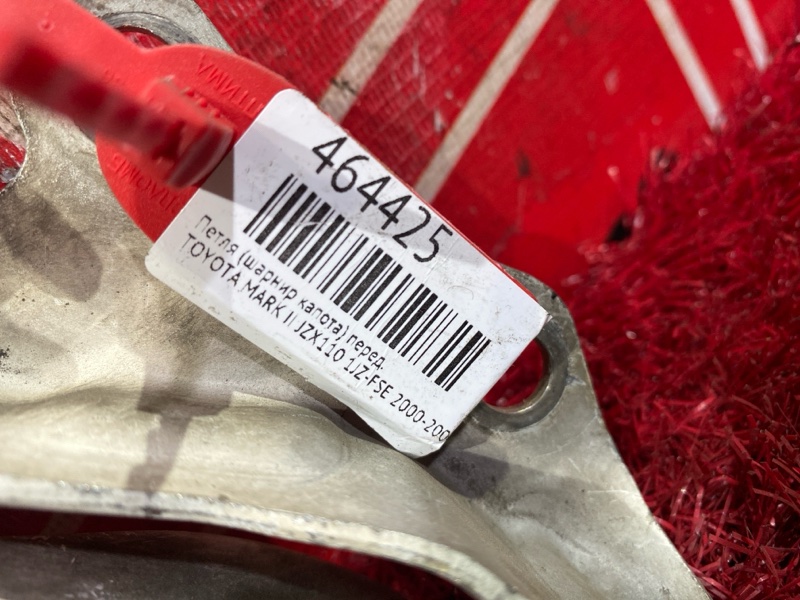 464425
Петля (шарнир капота) перед.
TOYOTA MARK II JZX110 1JZ-FSE 2000-200